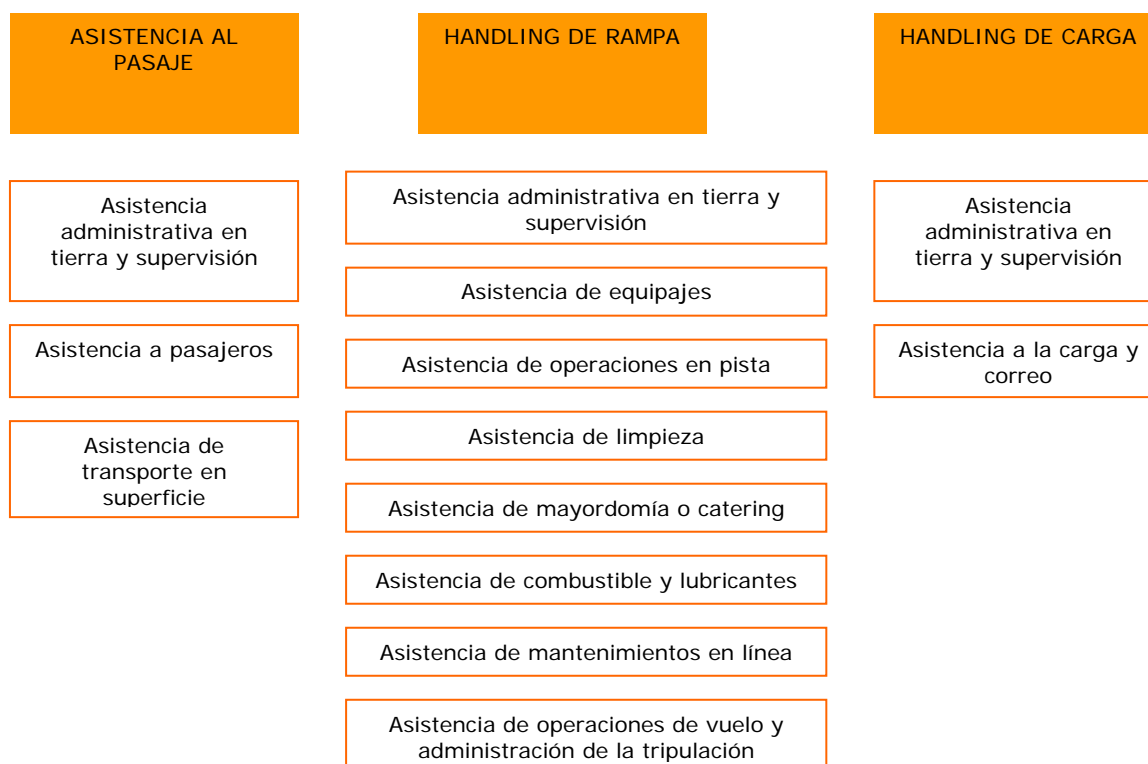 ASISTENCIA AL
PASAJE
HANDLING DE RAMPA
HANDLING DE CARGA
Asistencia
administrativa en
tierra y supervisión
Asistencia a pasajeros
Asistencia de
transporte en
superficie
Asistencia administrativa en tierra y
supervisión
Asistencia de equipajes
Asistencia de operaciones en pista
Asistencia de limpieza
Asistencia de mayordomía o catering
Asistencia de combustible y lubricantes
Asistencia de mantenimientos en línea
Asistencia de operaciones de vuelo y
administración de la tripulación
Asistencia
administrativa en
tierra y supervisión
Asistencia a la carga y
correo